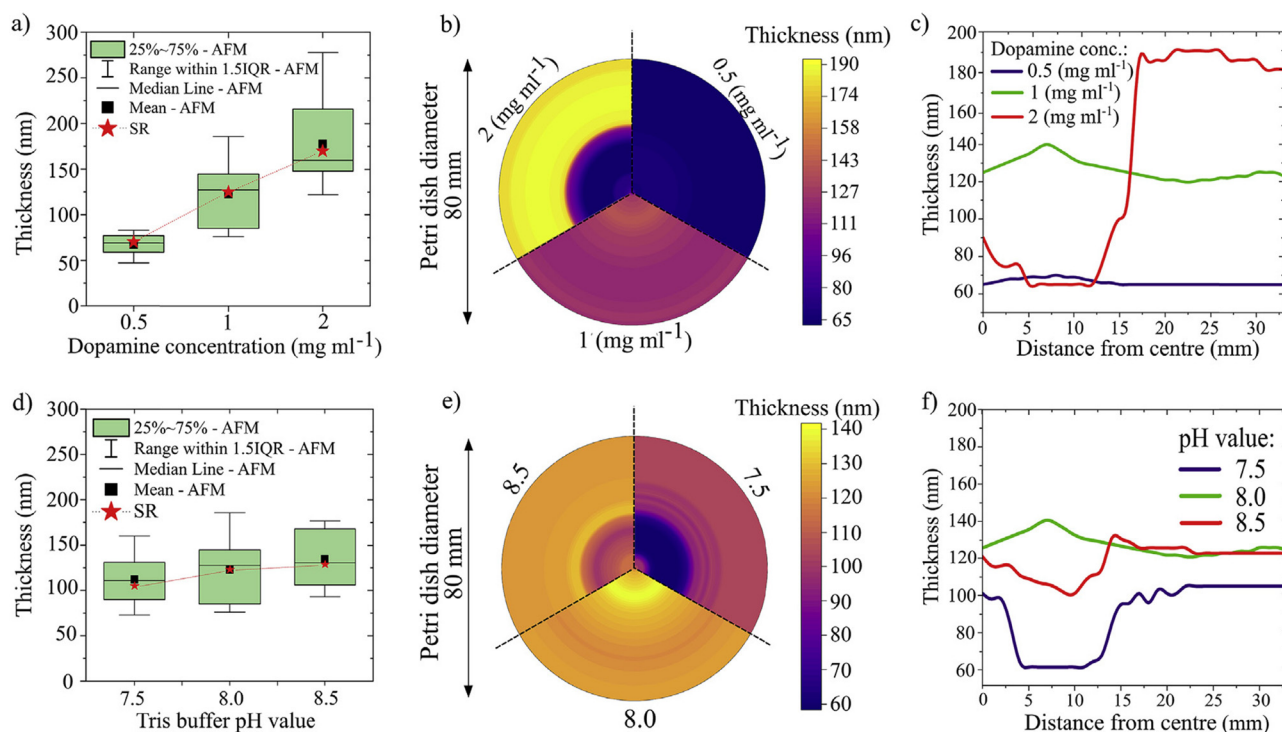 a)
300
250
200
150
100
50
0
Thickness (nm)
25%~75% - AFM
Range within 1.5IQR - AFM
Median Line - AFM
Mean - AFM
SR
0.5
1
2
Dopamine concentration (mg ml⁻¹)
b)
Petri dish diameter
80 mm
2 (mg ml⁻¹)
0.5 (mg ml⁻¹)
1 (mg ml⁻¹)
Thickness (nm)
190
174
158
143
127
111
96
80
65
c)
Dopamine conc.:
0.5 (mg ml⁻¹)
1 (mg ml⁻¹)
2 (mg ml⁻¹)
200
190
160
140
120
100
80
60
Thickness (nm)
0 5 10 15 20 25 30
Distance from centre (mm)
d)
300
250
200
150
100
50
0
Thickness (nm)
25%~75% - AFM
Range within 1.5IQR - AFM
Median Line - AFM
Mean - AFM
SR
7.5
8.0
8.5
Tris buffer pH value
e)
Petri dish diameter
80 mm
8.5
7.5
8.0
Thickness (nm)
140
130
120
110
100
90
80
70
60
f)
pH value:
7.5
8.0
8.5
200
180
160
140
120
100
80
60
Thickness (nm)
0 5 10 15 20 25 30
Distance from centre (mm)